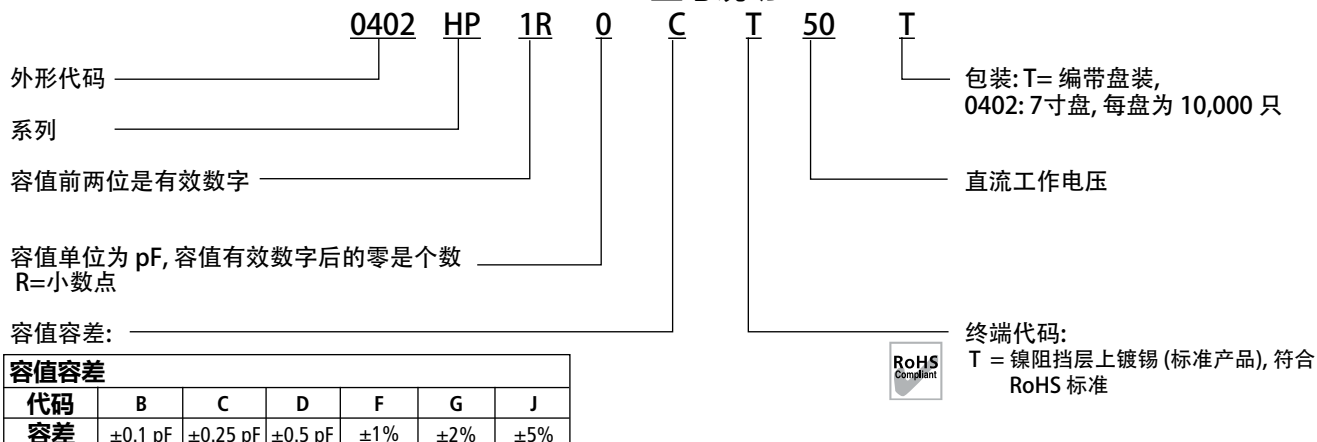 0402 HP 1R 0 C T 50 T
外形代码
包装: T= 编带盘装,
0402: 7寸盘, 每盘为 10,000 只
系列
容值前两位是有效数字
直流工作电压
容值单位为 pF, 容值有效数字后的零是个数
R=小数点
容值容差:
终端代码:
T = 镍阻挡层上镀锡 (标准产品), 符合
RoHS 标准
RoHS
Compliant
容值容差
代码 B C D F G J
容差 ±0.1 pF ±0.25 pF ±0.5 pF ±1% ±2% ±5%